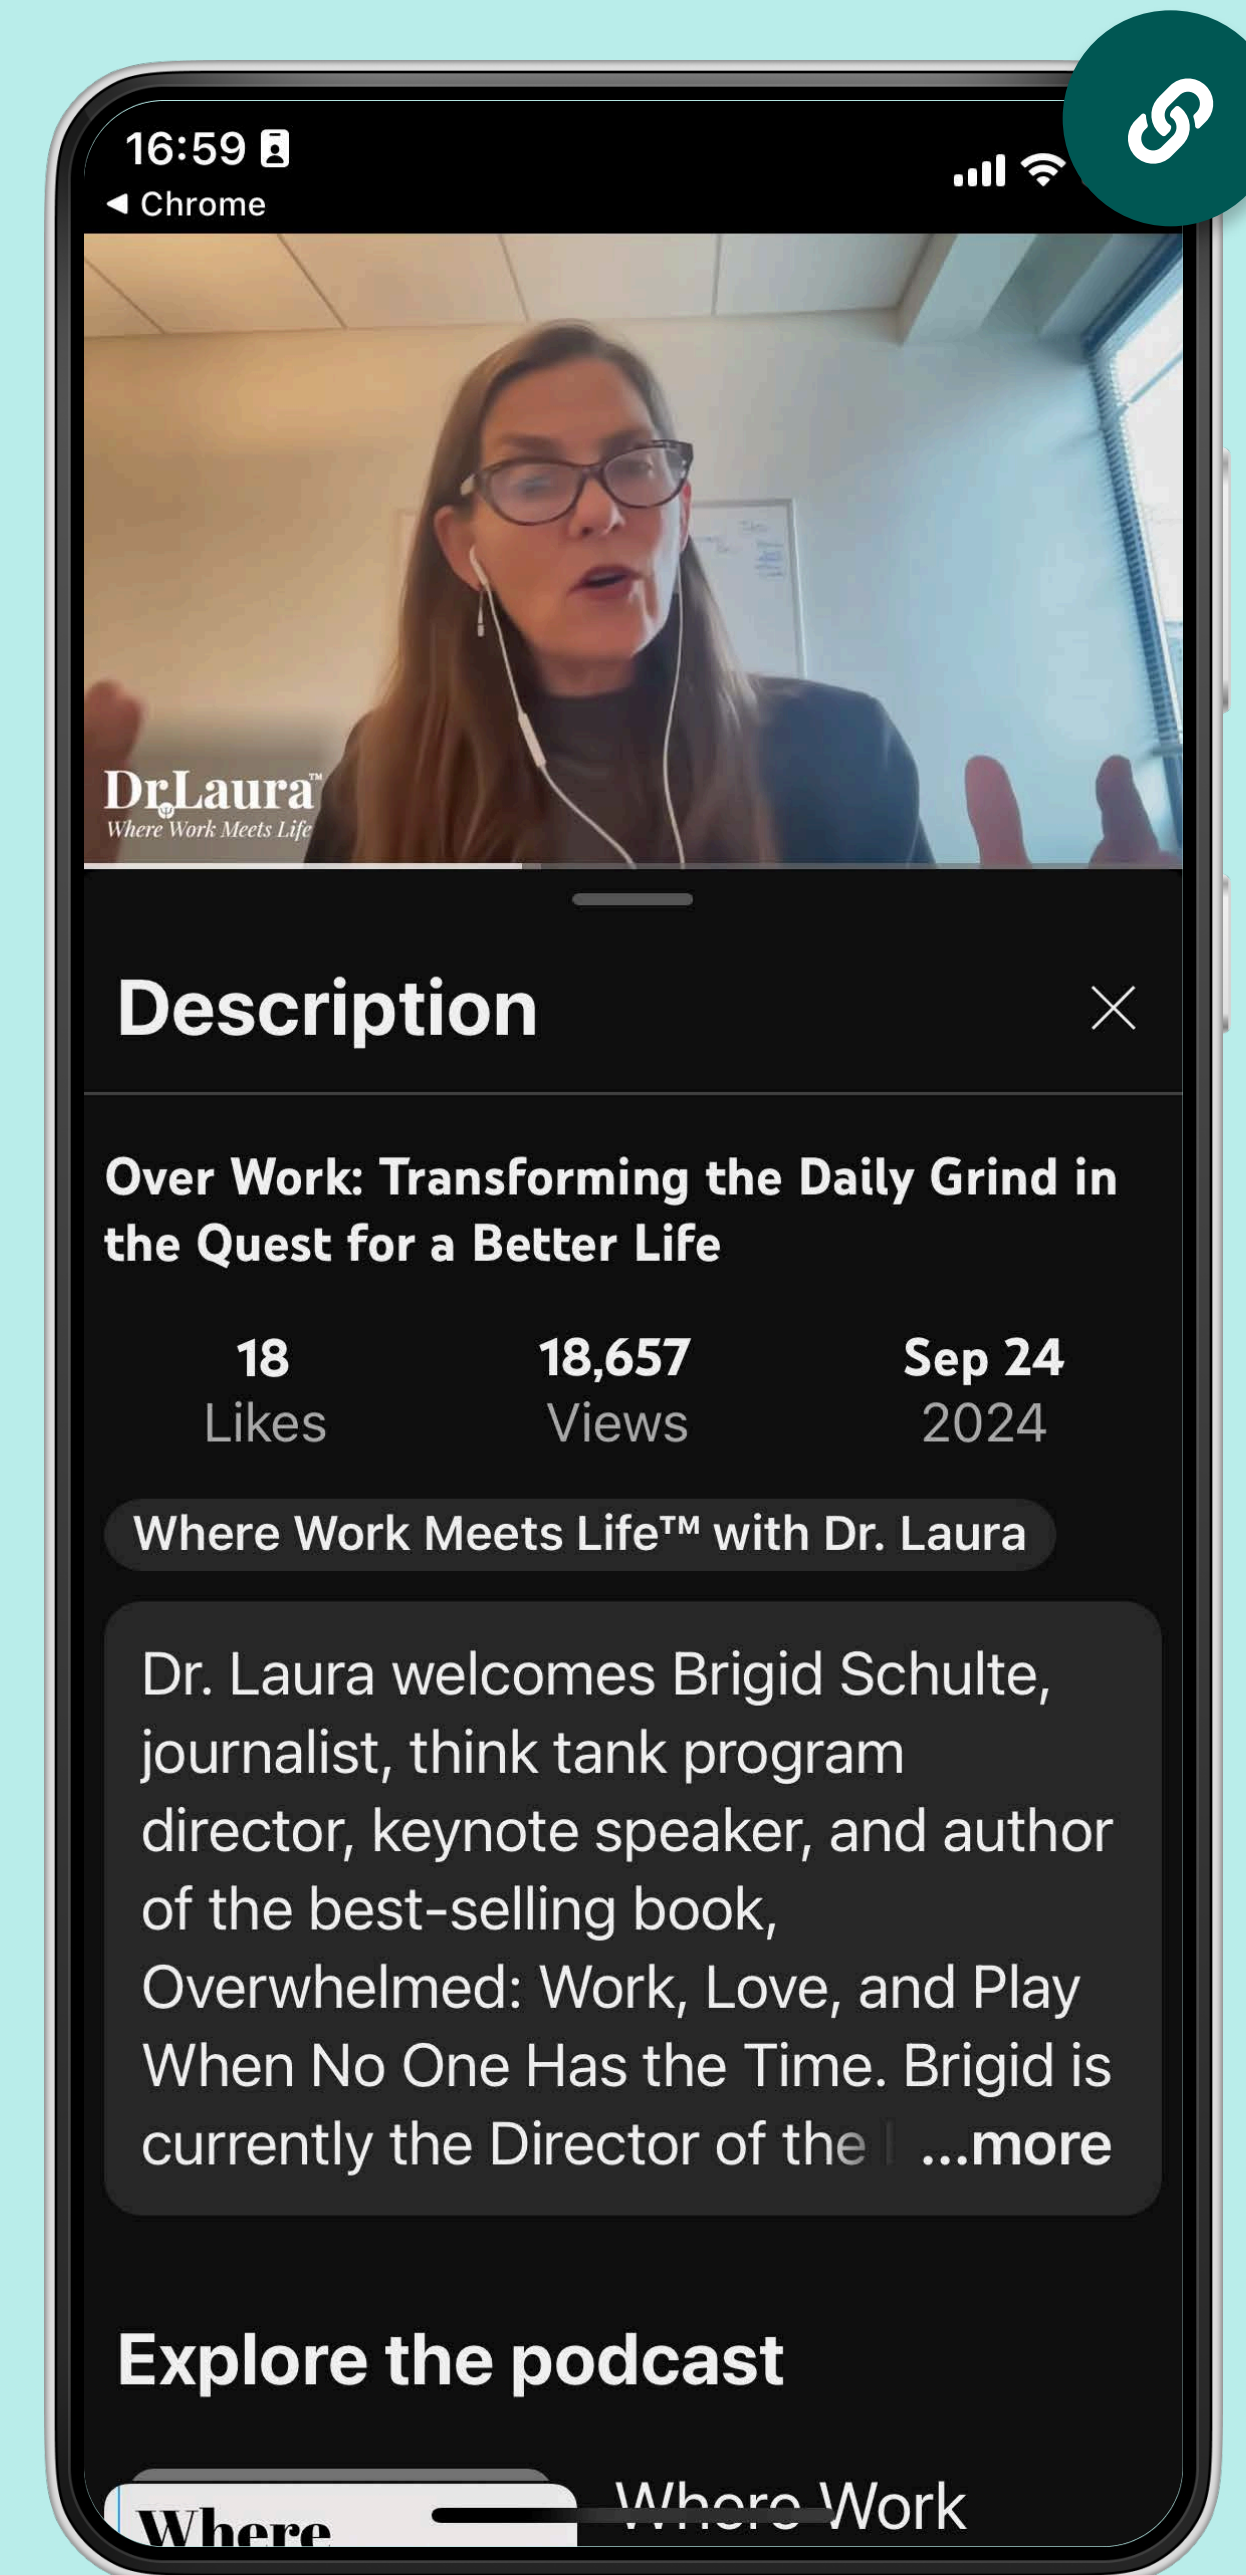 16:59
Chrome
Dr.Laura™
Where Work Meets Life
Description
Over Work: Transforming the Daily Grind in
the Quest for a Better Life
18
Likes
18,657
Views
Sep 24
2024
Where Work Meets Life™ with Dr. Laura
Dr. Laura welcomes Brigid Schulte,
journalist, think tank program
director, keynote speaker, and author
of the best-selling book,
Overwhelmed: Work, Love, and Play
When No One Has the Time. Brigid is
currently the Director of the ...more
Explore the podcast
Where
Where Work